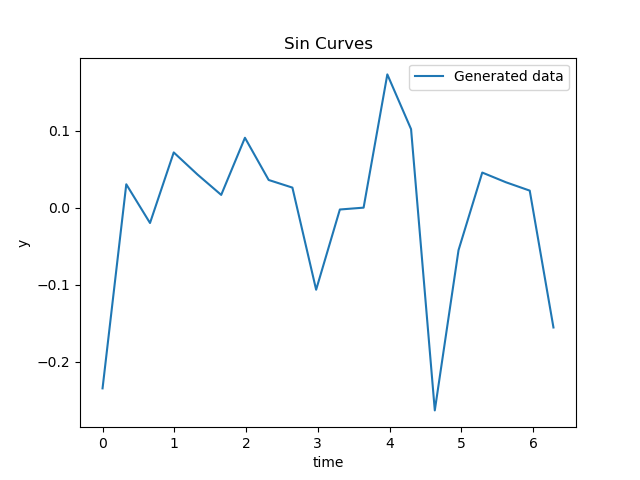 Sin Curves
Generated data
0.1
0.0
−0.1
−0.2
y
0 1 2 3 4 5 6
time